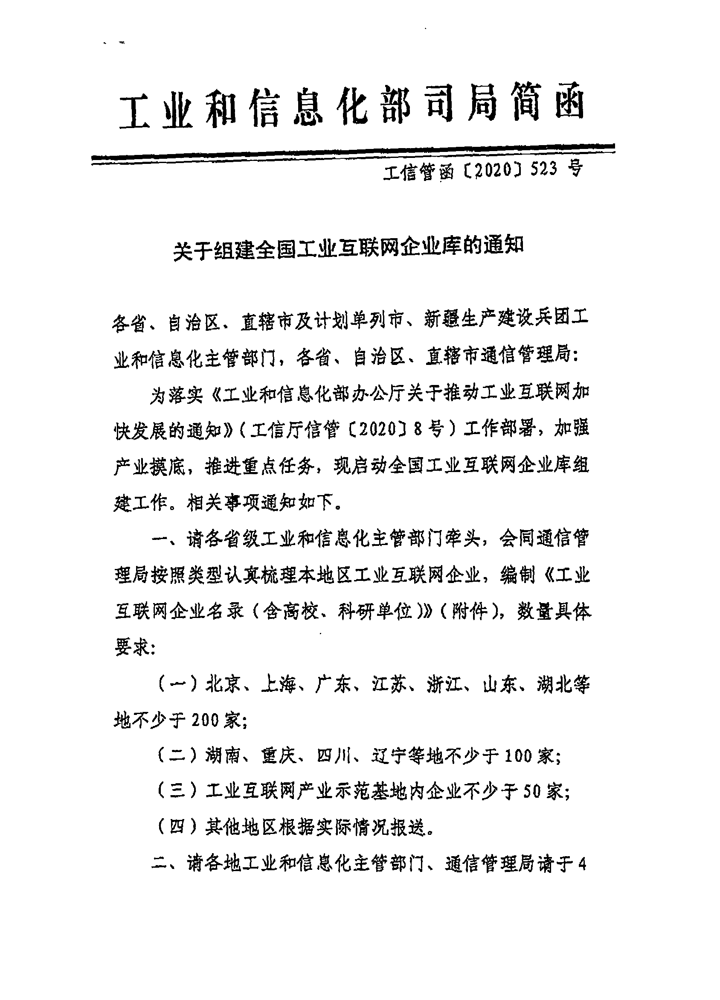 工业和信息化部司局简函
工信管函〔2020〕523 号
关于组建全国工业互联网企业库的通知
各省、自治区、直辖市及计划单列市、新疆生产建设兵团工
业和信息化主管部门，各省、自治区、直辖市通信管理局：
为落实《工业和信息化部办公厅关于推动工业互联网加
快发展的通知》（工信厅信管〔2020〕8 号）工作部署，加强
产业摸底，推进重点任务，现启动全国工业互联网企业库组
建工作。相关事项通知如下。
一、请各省级工业和信息化主管部门牵头，会同通信管
理局按照类型认真梳理本地区工业互联网企业，编制《工业
互联网企业名录（含高校、科研单位）》（附件），数量具体
要求：
（一）北京、上海、广东、江苏、浙江、山东、湖北等
地不少于 200 家；
（二）湖南、重庆、四川、辽宁等地不少于 100 家；
（三）工业互联网产业示范基地内企业不少于 50 家；
（四）其他地区根据实际情况报送。
二、请各地工业和信息化主管部门、通信管理局请于 4